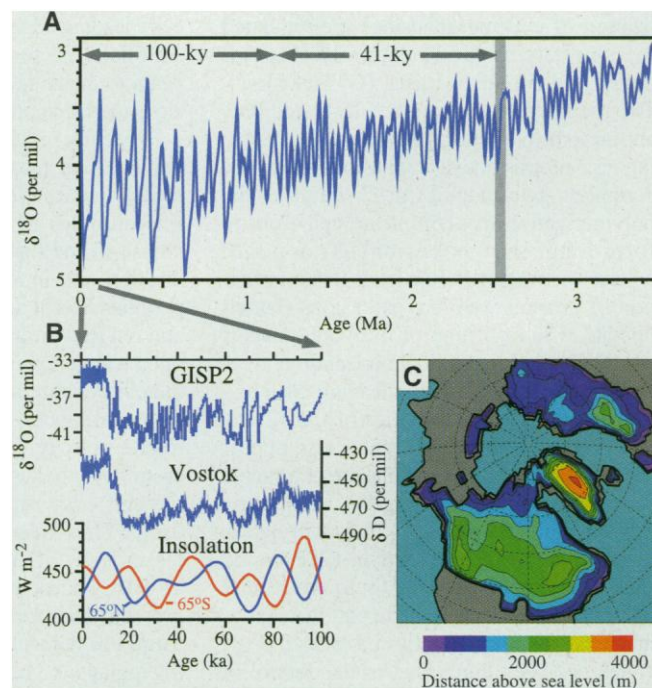 A
100-ky
41-ky
3
4
5
δ¹⁸O (per mil)
0
1
2
3
Age (Ma)
B
-33
-37
-41
δ¹⁸O (per mil)
GISP2
Vostok
-430
-450
-470
-490
δ D (per mil)
Insolation
500
450
400
W m⁻²
65°N
65°S
0
20
40
60
80
100
Age (ka)
C
0
2000
4000
Distance above sea level (m)